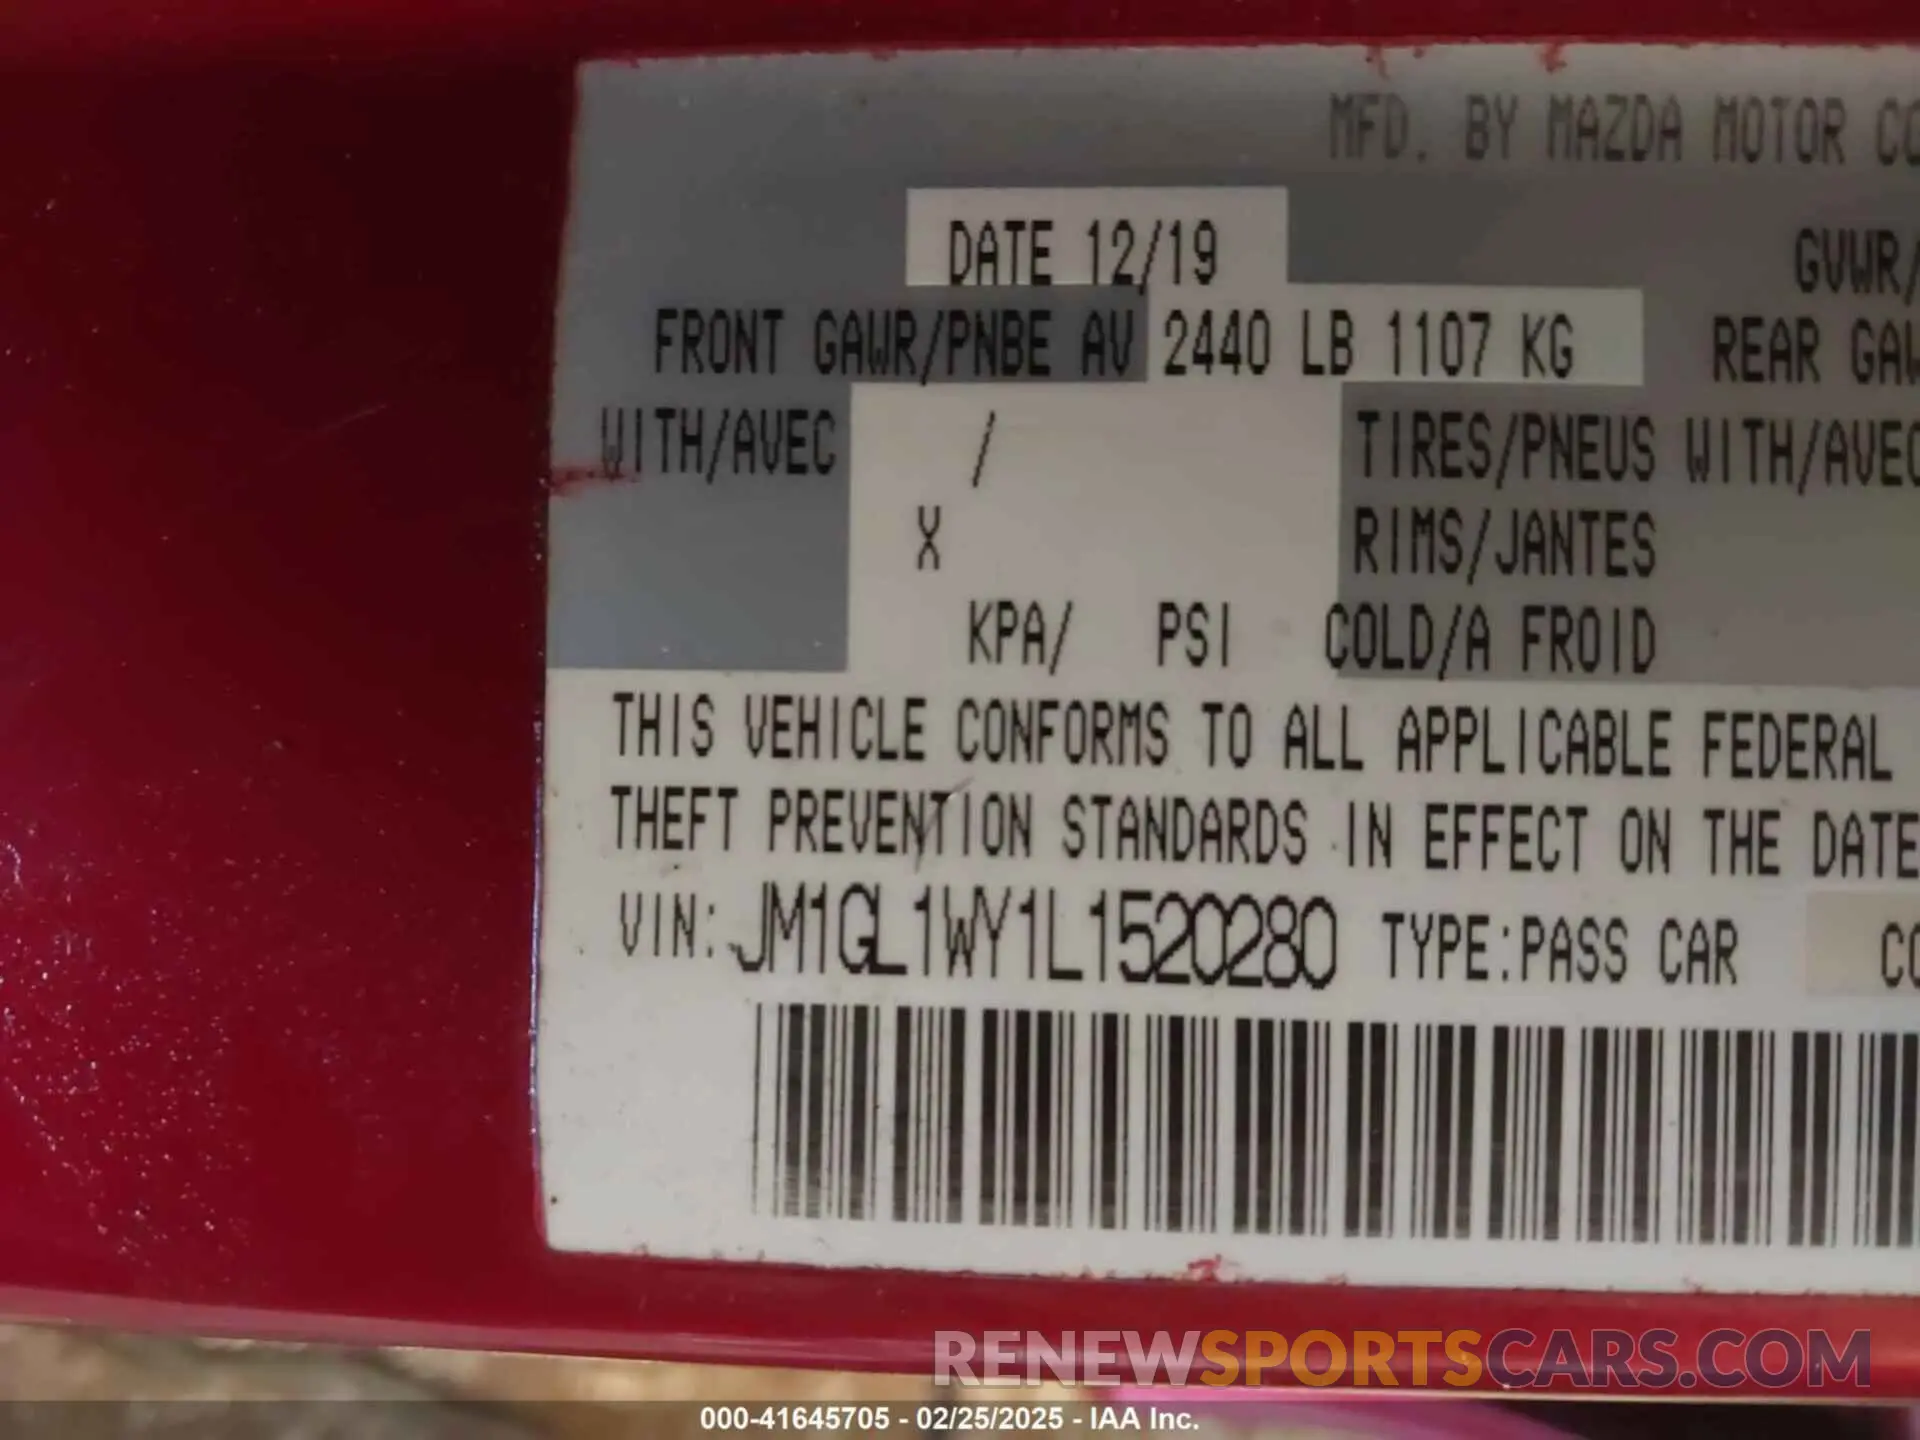 MFD. BY MAZDA MOTOR CO
DATE 12/19
GVWR/
FRONT GAWR/PNBE AV 2440 LB 1107 KG REAR GAW
WITH/AVEC / TIRES/PNEUS WITH/AVEC
X RIMS/JANTES
KPA/ PSI COLD/A FROID
THIS VEHICLE CONFORMS TO ALL APPLICABLE FEDERAL
THEFT PREVENTION STANDARDS IN EFFECT ON THE DATE
VIN: JM1GL1WY1L1520280 TYPE:PASS CAR CO
RENEWSPORTSCARS.COM
000-41645705 - 02/25/2025 - IAA Inc.